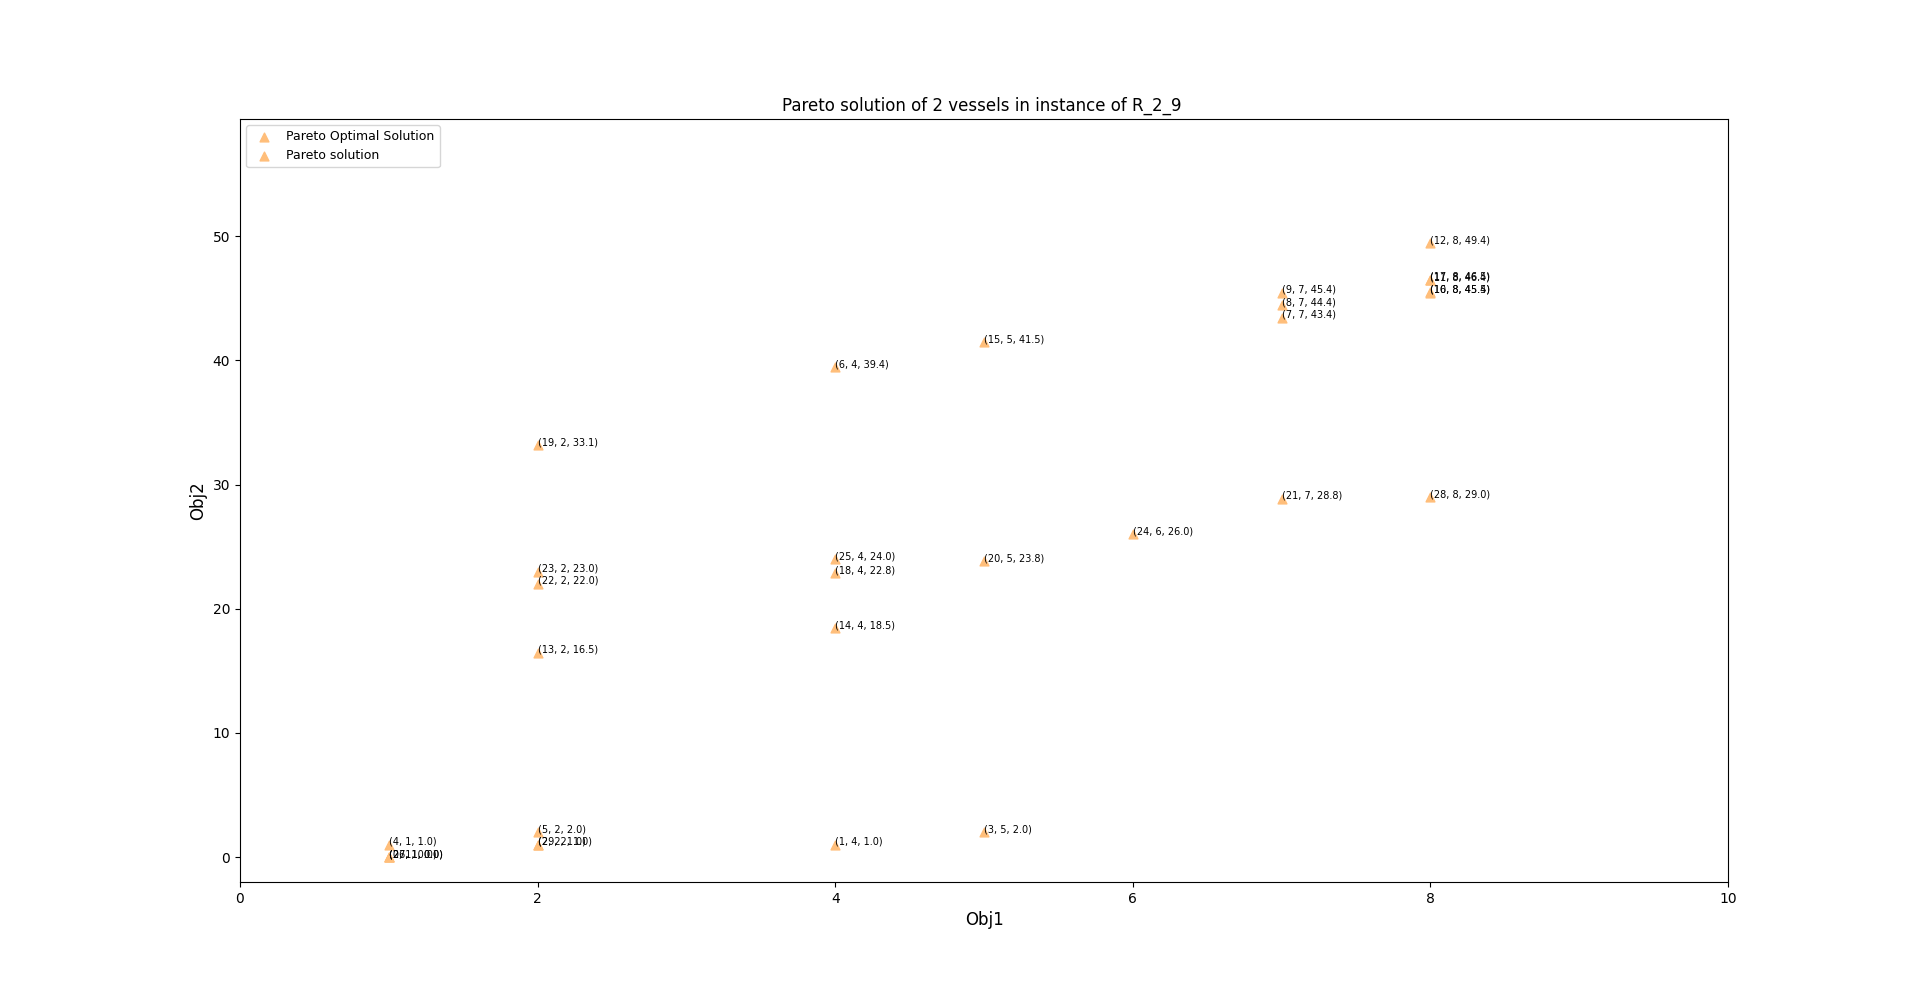 Pareto solution of 2 vessels in instance of R_2_9
Pareto Optimal Solution
Pareto solution
50
(12, 8, 49.4)
(9, 7, 45.4)
(8, 7, 44.4)
(7, 7, 43.4)
(15, 5, 41.5)
40
(6, 4, 39.4)
(19, 2, 33.1)
30
(21, 7, 28.8)
(28, 8, 29.0)
(24, 6, 26.0)
(25, 4, 24.0)
(20, 5, 23.8)
(18, 4, 22.8)
(23, 2, 23.0)
(22, 2, 22.0)
20
(14, 4, 18.5)
(13, 2, 16.5)
10
(5, 2, 2.0)
(3, 5, 2.0)
(4, 1, 1.0)
(1, 4, 1.0)
0
Obj2
0 2 4 6 8 10
Obj1